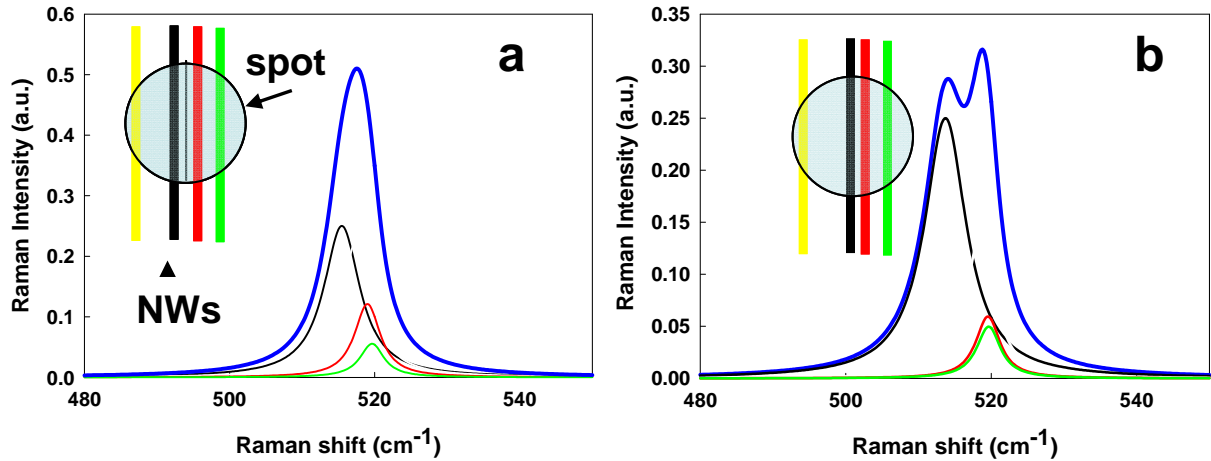 a
spot
NWs
0.6
0.5
0.4
0.3
0.2
0.1
0.0
Raman Intensity (a.u.)
480
500
520
540
Raman shift (cm-1)
b
0.35
0.30
0.25
0.20
0.15
0.10
0.05
0.00
Raman Intensity (a.u.)
480
500
520
540
Raman shift (cm-1)